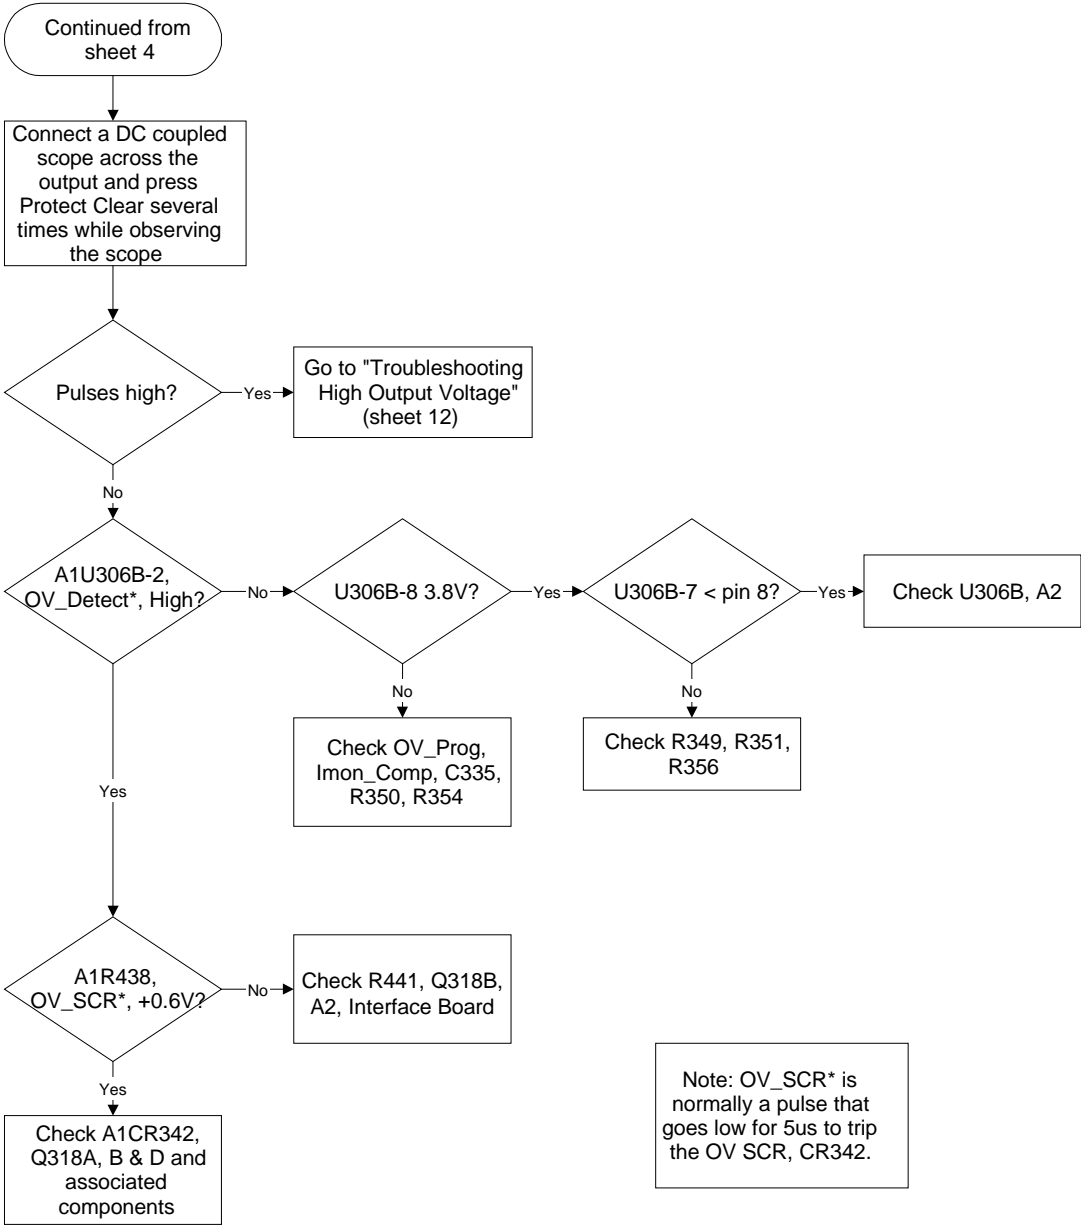 Continued from
sheet 4
Connect a DC coupled
scope across the
output and press
Protect Clear several
times while observing
the scope
Pulses high?
Yes
Go to "Troubleshooting
High Output Voltage"
(sheet 12)
No
A1U306B-2,
OV_Detect*, High?
No
U306B-8 3.8V?
Yes
U306B-7 < pin 8?
Yes
Check U306B, A2
No
Check OV_Prog,
Imon_Comp, C335,
R350, R354
No
Check R349, R351,
R356
Yes
A1R438,
OV_SCR*, +0.6V?
No
Check R441, Q318B,
A2, Interface Board
Yes
Check A1CR342,
Q318A, B & D and
associated
components
Note: OV_SCR* is
normally a pulse that
goes low for 5us to trip
the OV SCR, CR342.